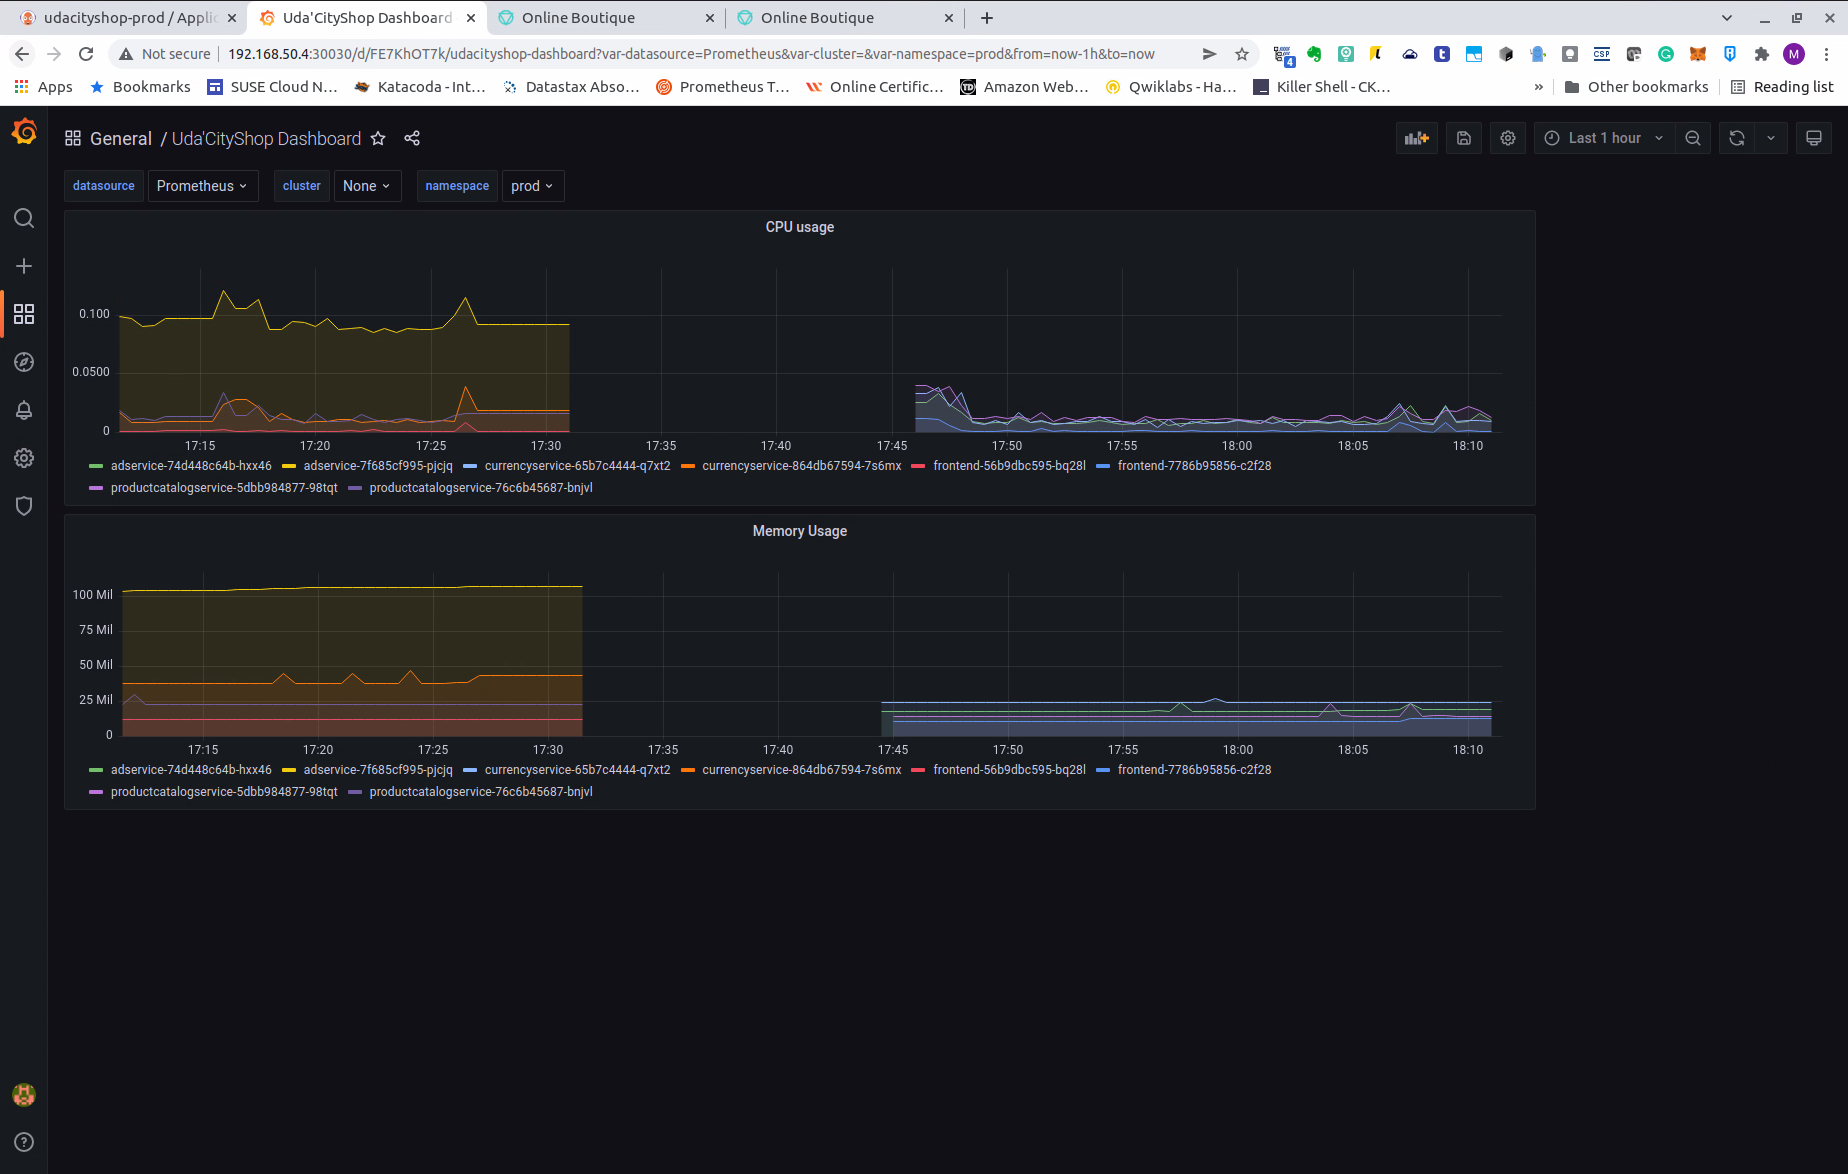 udacityshop-prod / Applic
Uda'CityShop Dashboard
Online Boutique
Online Boutique
Not secure
192.168.50.4:30030/d/FE7KhOT7k/udacityshop-dashboard?var-datasource=Prometheus&var-cluster=&var-namespace=prod&from=now-1h&to=now
4
t
CSP
G
M
Apps
Bookmarks
SUSE Cloud N...
Katacoda - Int...
Datastax Abso...
Prometheus T...
Online Certific...
TD
Amazon Web...
Qwiklabs - Ha...
Killer Shell - CK...
»
Other bookmarks
Reading list
General / Uda'CityShop Dashboard
Last 1 hour
datasource Prometheus cluster None namespace prod
CPU usage
0.100
0.0500
0
17:15 17:20 17:25 17:30 17:35 17:40 17:45 17:50 17:55 18:00 18:05 18:10
adservice-74d448c64b-hxx46 adservice-7f685cf995-pjcjq currencyservice-65b7c4444-q7xt2 currencyservice-864db67594-7s6mx frontend-56b9dbc595-bq28l frontend-7786b95856-c2f28
productcatalogservice-5dbb984877-98tqt productcatalogservice-76c6b45687-bnjvl
Memory Usage
100 Mil
75 Mil
50 Mil
25 Mil
0
17:15 17:20 17:25 17:30 17:35 17:40 17:45 17:50 17:55 18:00 18:05 18:10
adservice-74d448c64b-hxx46 adservice-7f685cf995-pjcjq currencyservice-65b7c4444-q7xt2 currencyservice-864db67594-7s6mx frontend-56b9dbc595-bq28l frontend-7786b95856-c2f28
productcatalogservice-5dbb984877-98tqt productcatalogservice-76c6b45687-bnjvl